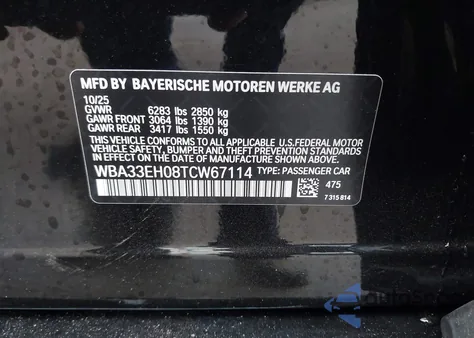 MFD BY BAYERISCHE MOTOREN WERKE AG
10/25
GVWR 6283 lbs 2850 kg
GAWR FRONT 3064 lbs 1390 kg
GAWR REAR 3417 lbs 1550 kg
THIS VEHICLE CONFORMS TO ALL APPLICABLE U.S.FEDERAL MOTOR
VEHICLE SAFETY, BUMPER AND THEFT PREVENTION STANDARDS IN
EFFECT ON THE DATE OF MANUFACTURE SHOWN ABOVE.
WBA33EH08TCW67114 TYPE: PASSENGER CAR
475
7 315 814